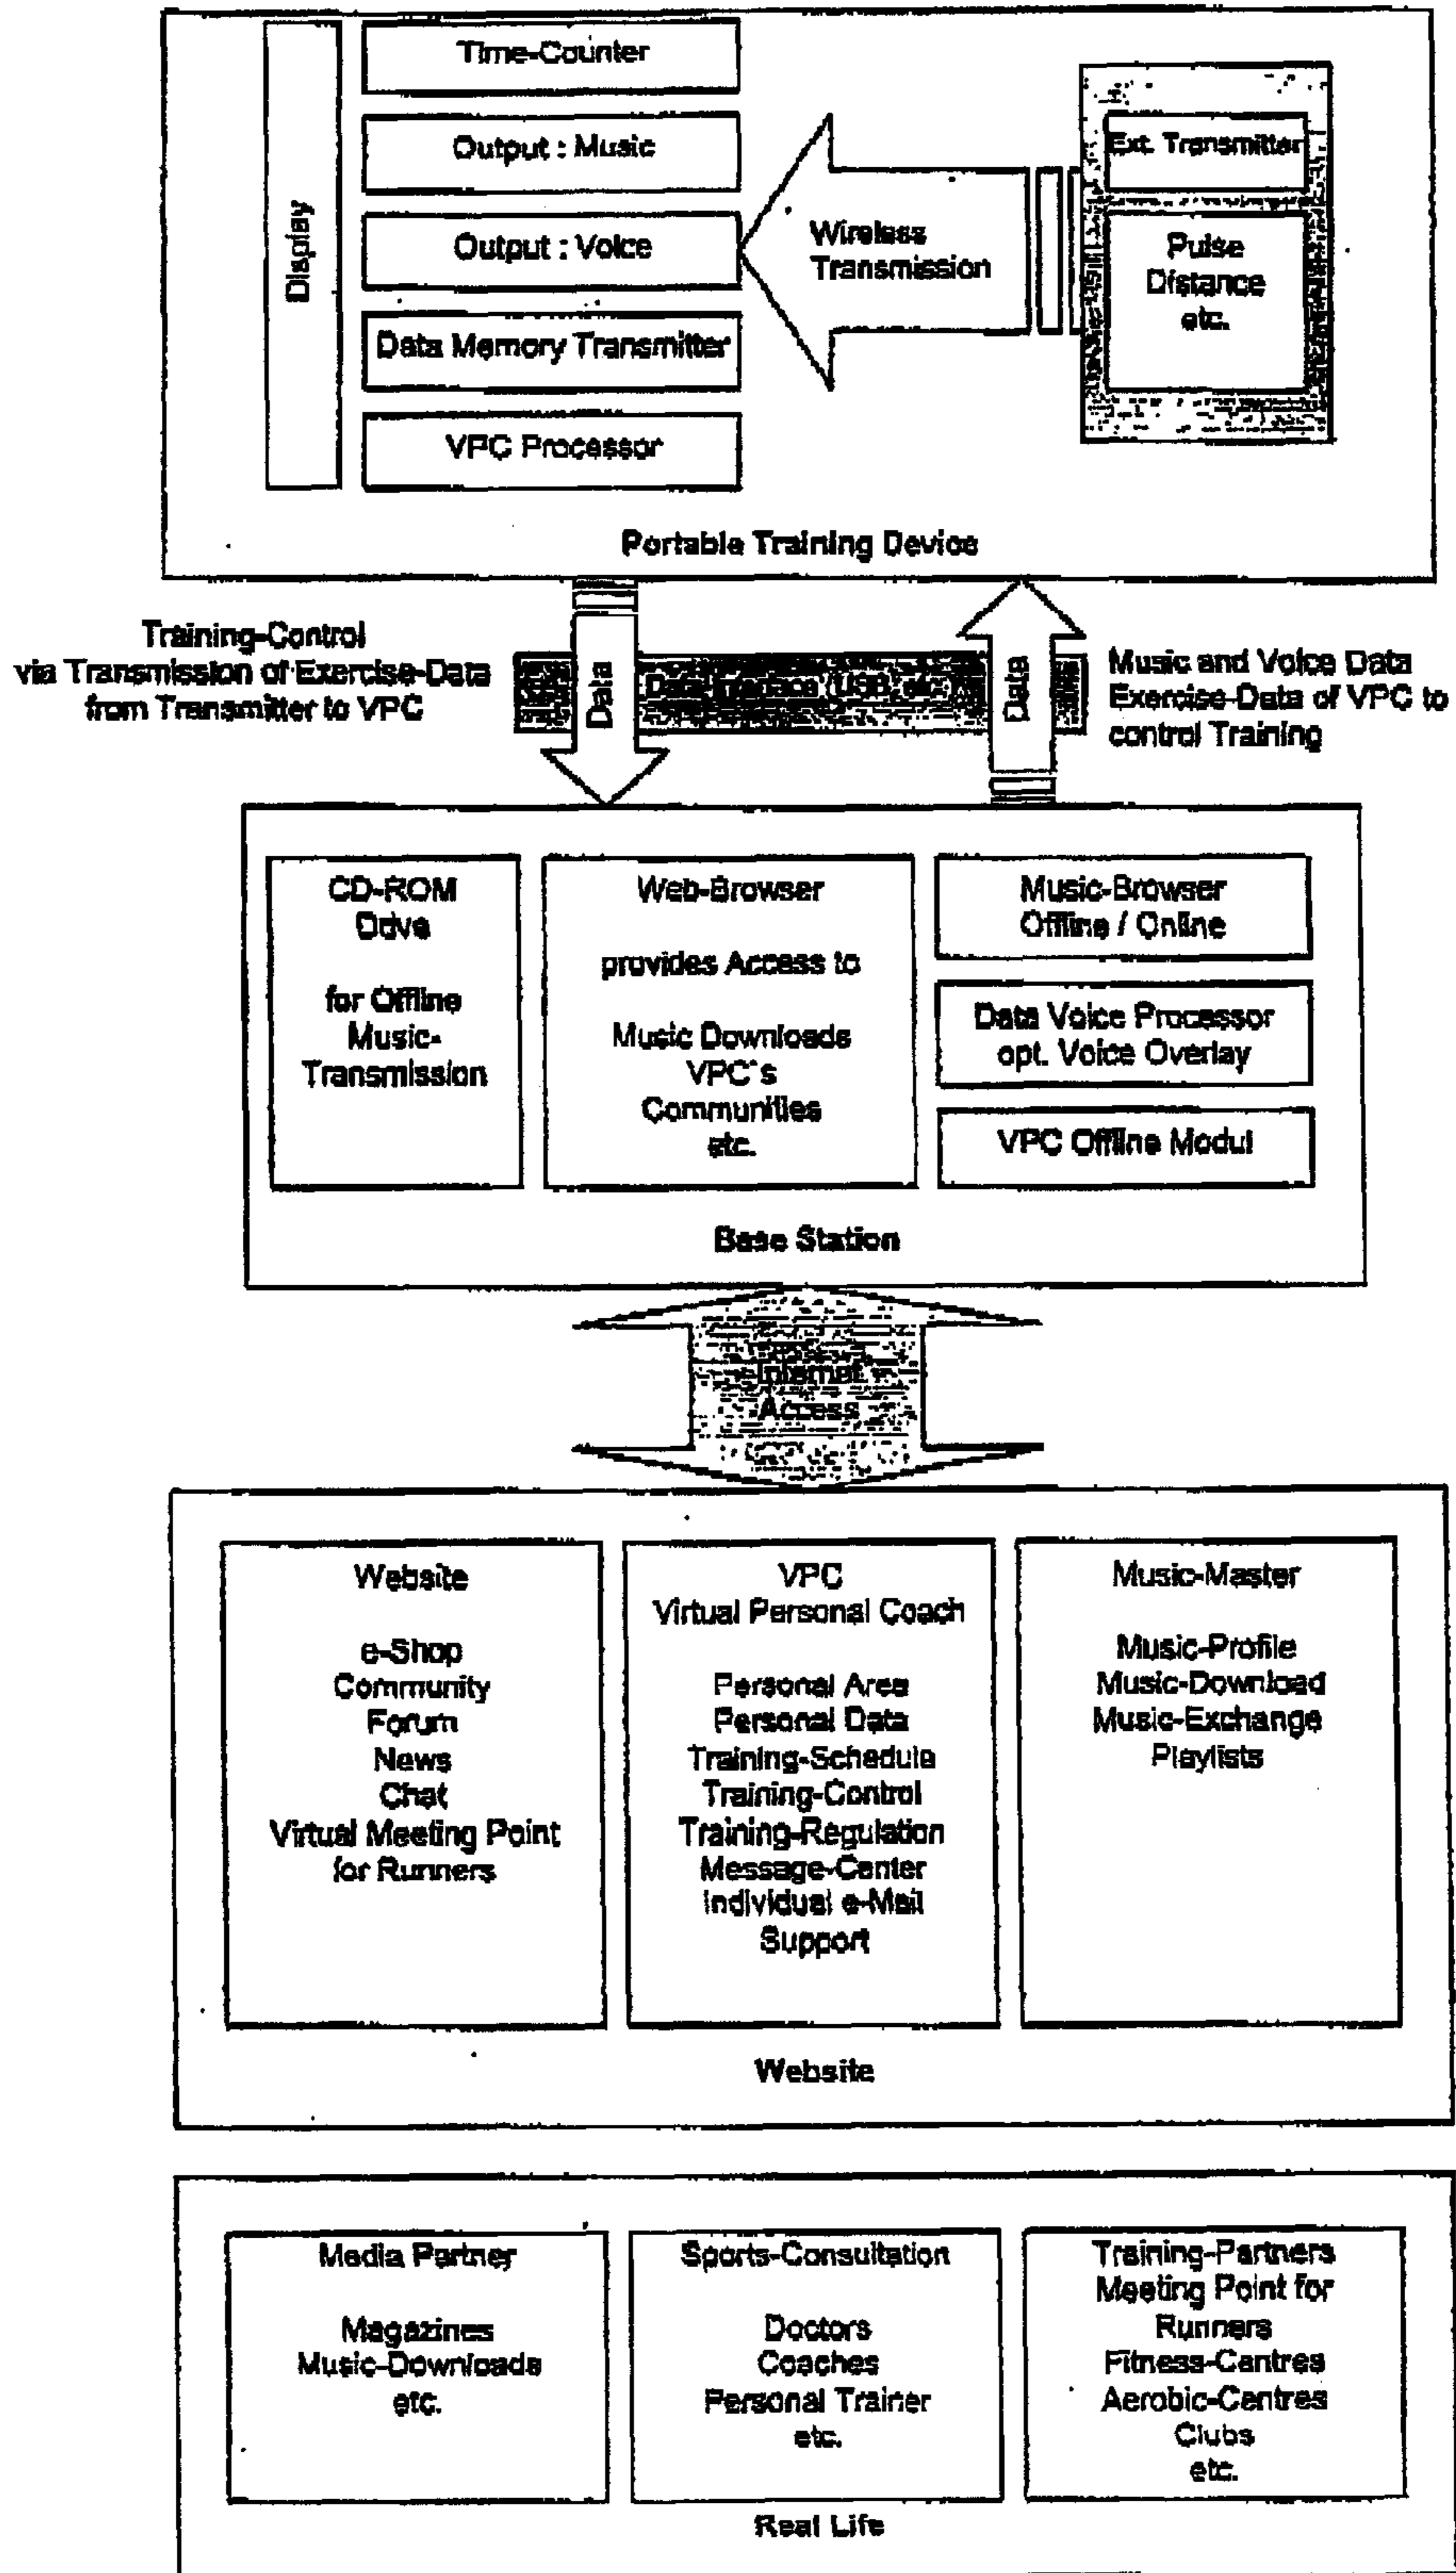 Time-Counter
Output : Music
Output : Voice
Data Memory Transmitter
VPC Processor
Display
Wireless
Transmission
Ext. Transmitter
Pulse
Distance
etc.
Portable Training Device
Training-Control
via Transmission of Exercise-Data
from Transmitter to VPC
Data
Data-Interface (USB, etc.)
Data
Music and Voice Data
Exercise-Data of VPC to
control Training
CD-ROM
Drive
for Offline
Music-
Transmission
Web-Browser
provides Access to
Music Downloads
VPC`s
Communities
etc.
Music-Browser
Offline / Online
Data Voice Processor
opt. Voice Overlay
VPC Offline Modul
Base Station
Internet
Access
Website
e-Shop
Community
Forum
News
Chat
Virtual Meeting Point
for Runners
VPC
Virtual Personal Coach
Personal Area
Personal Data
Training-Schedule
Training-Control
Training-Regulation
Message-Center
Individual e-Mail
Support
Music-Master
Music-Profile
Music-Download
Music-Exchange
Playlists
Website
Media Partner
Magazines
Music-Downloads
etc.
Sports-Consultation
Doctors
Coaches
Personal Trainer
etc.
Training-Partners
Meeting Point for
Runners
Fitness-Centres
Aerobic-Centres
Clubs
etc.
Real Life